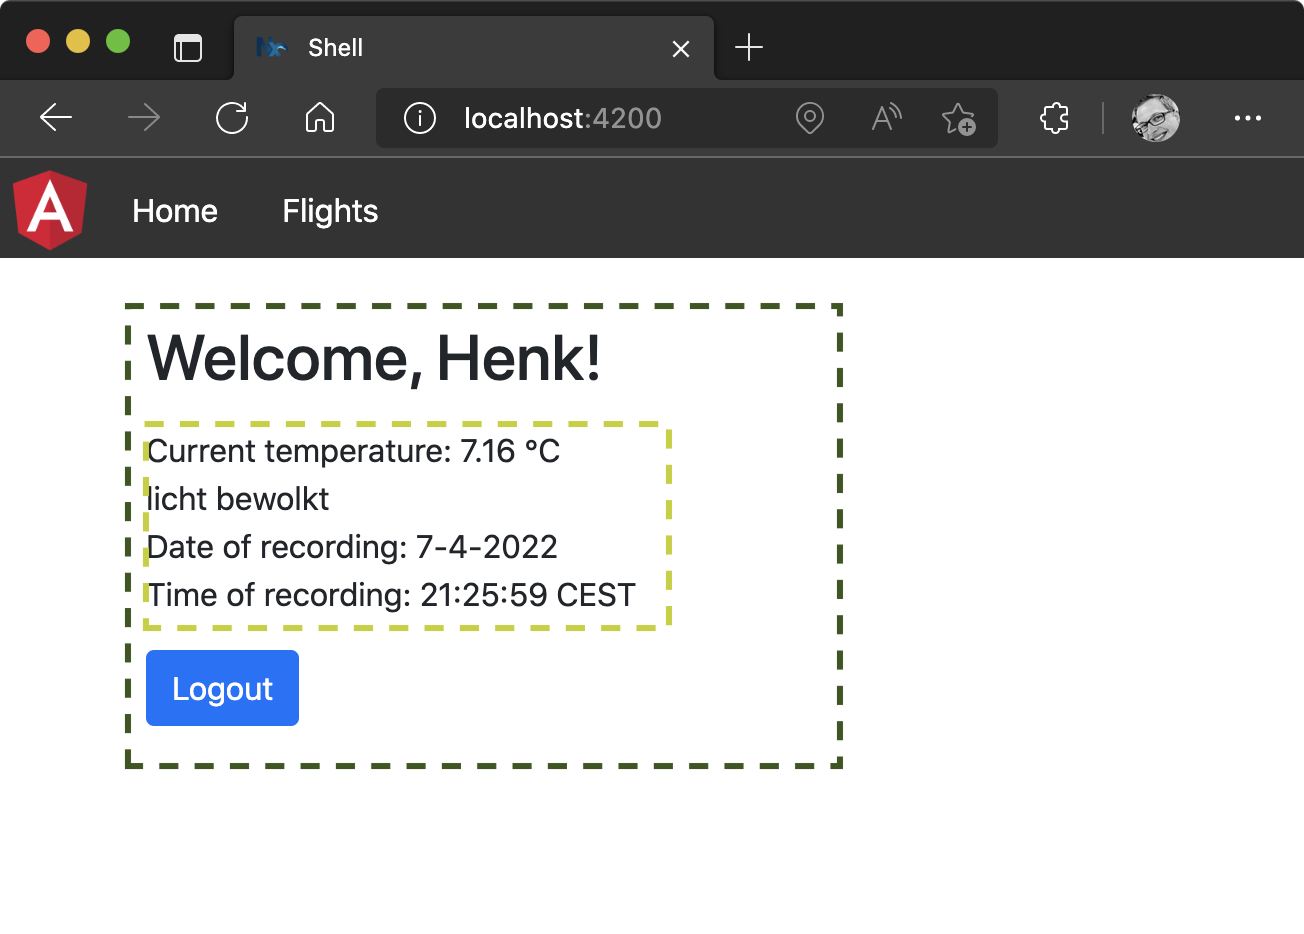 Shell
localhost:4200
Home Flights
Welcome, Henk!
Current temperature: 7.16 °C
licht bewolkt
Date of recording: 7-4-2022
Time of recording: 21:25:59 CEST
Logout